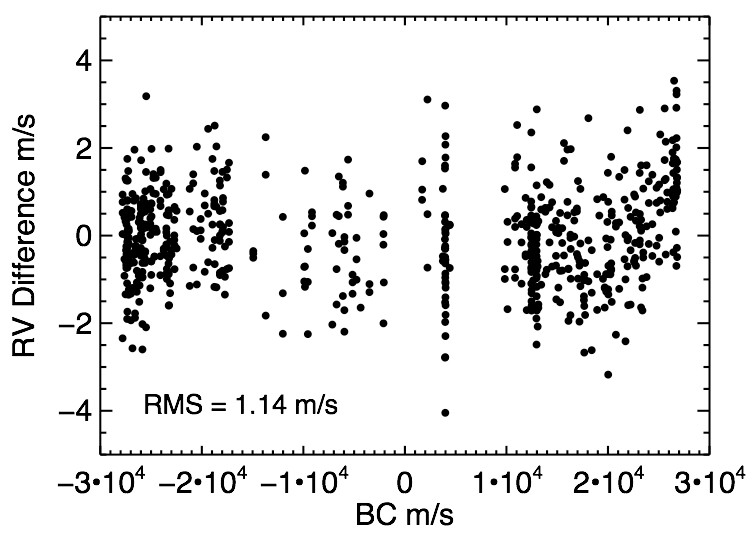 4
2
0
−2
−4
RV Difference m/s
RMS = 1.14 m/s
−3•10⁴ −2•10⁴ −1•10⁴ 0 1•10⁴ 2•10⁴ 3•10⁴
BC m/s